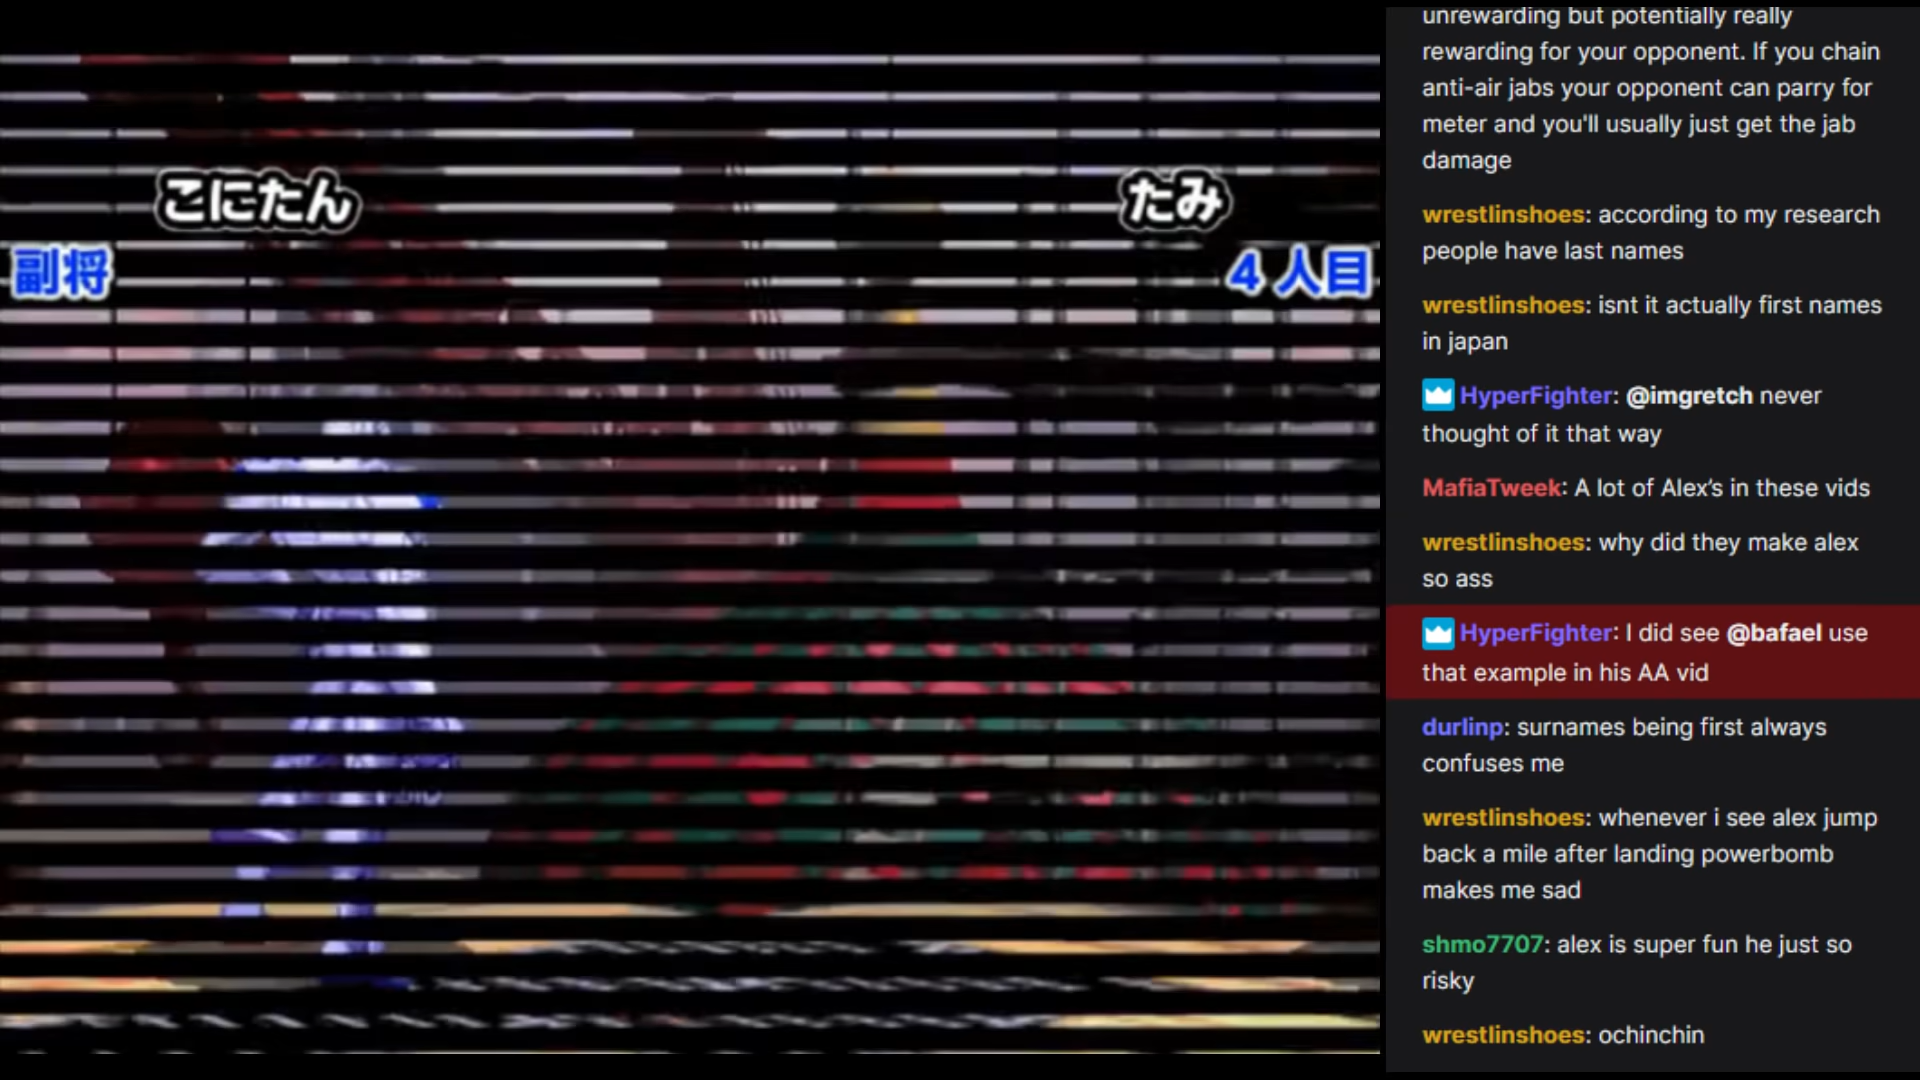 こにたん
たみ
副将
4人目
unrewarding but potentially really
rewarding for your opponent. If you chain
anti-air jabs your opponent can parry for
meter and you'll usually just get the jab
damage
wrestlinshoes: according to my research
people have last names
wrestlinshoes: isnt it actually first names
in japan
HyperFighter: @imgretch never
thought of it that way
MafiaTweek: A lot of Alex’s in these vids
wrestlinshoes: why did they make alex
so ass
HyperFighter: I did see @bafael use
that example in his AA vid
durlinp: surnames being first always
confuses me
wrestlinshoes: whenever i see alex jump
back a mile after landing powerbomb
makes me sad
shmo7707: alex is super fun he just so
risky
wrestlinshoes: ochinchin